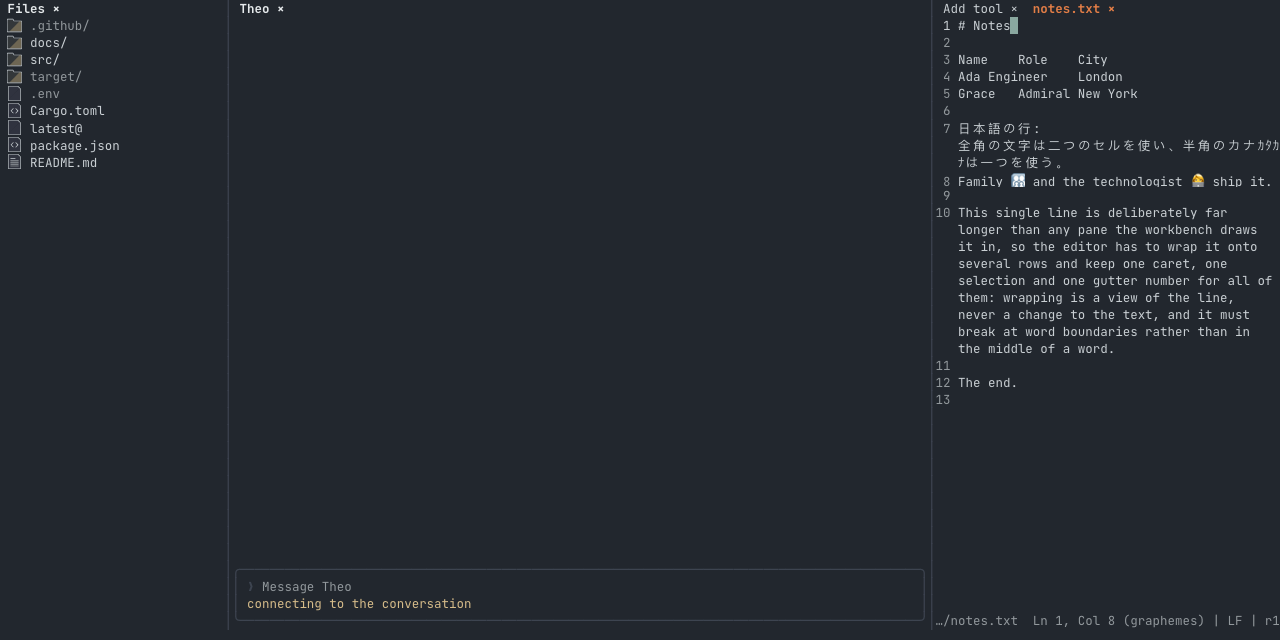 Files ×
.github/
docs/
src/
target/
.env
Cargo.toml
latest@
package.json
README.md
Theo ×
⟩ Message Theo
connecting to the conversation
Add tool × notes.txt ×
1 # Notes
2
3 Name Role City
4 Ada Engineer London
5 Grace Admiral New York
6
7 日本語の行:
全角の文字は二つのセルを使い、半角のカナｶﾀｶ
ﾅは一つを使う。
8 Family and the technologist ship it.
9
10 This single line is deliberately far
longer than any pane the workbench draws
it in, so the editor has to wrap it onto
several rows and keep one caret, one
selection and one gutter number for all of
them: wrapping is a view of the line,
never a change to the text, and it must
break at word boundaries rather than in
the middle of a word.
11
12 The end.
13
…/notes.txt Ln 1, Col 8 (graphemes) | LF | r1